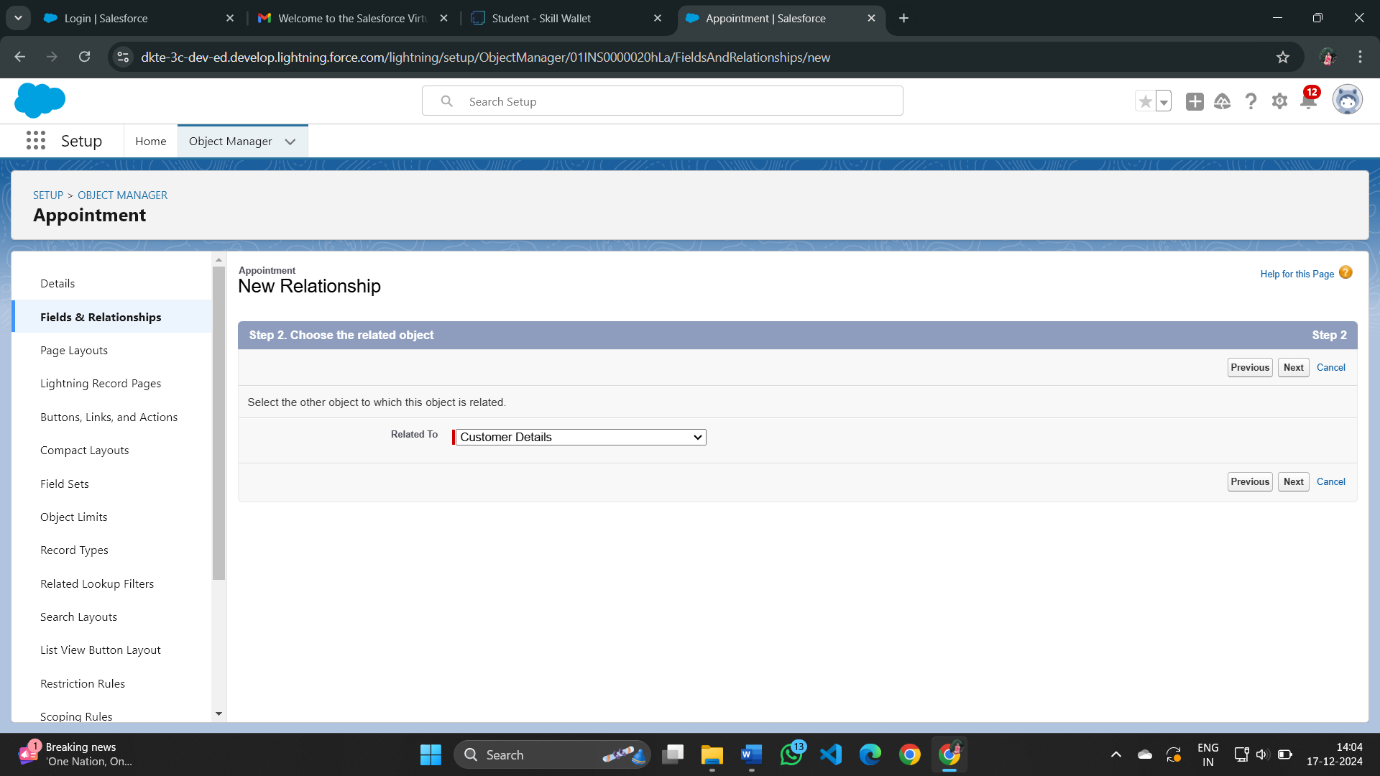 Login | Salesforce
Welcome to the Salesforce Virtu
Student - Skill Wallet
Appointment | Salesforce
dkte-3c-dev-ed.develop.lightning.force.com/lightning/setup/ObjectManager/01INS0000020hLa/FieldsAndRelationships/new
Search Setup
12
Setup
Home
Object Manager
SETUP > OBJECT MANAGER
Appointment
Details
Fields & Relationships
Page Layouts
Lightning Record Pages
Buttons, Links, and Actions
Compact Layouts
Field Sets
Object Limits
Record Types
Related Lookup Filters
Search Layouts
List View Button Layout
Restriction Rules
Scoping Rules
Appointment
New Relationship
Help for this Page
Step 2. Choose the related object
Step 2
Previous Next Cancel
Select the other object to which this object is related.
Related To Customer Details
Previous Next Cancel
1
Breaking news
'One Nation, On...
Search
13
ENG
IN
14:04
17-12-2024